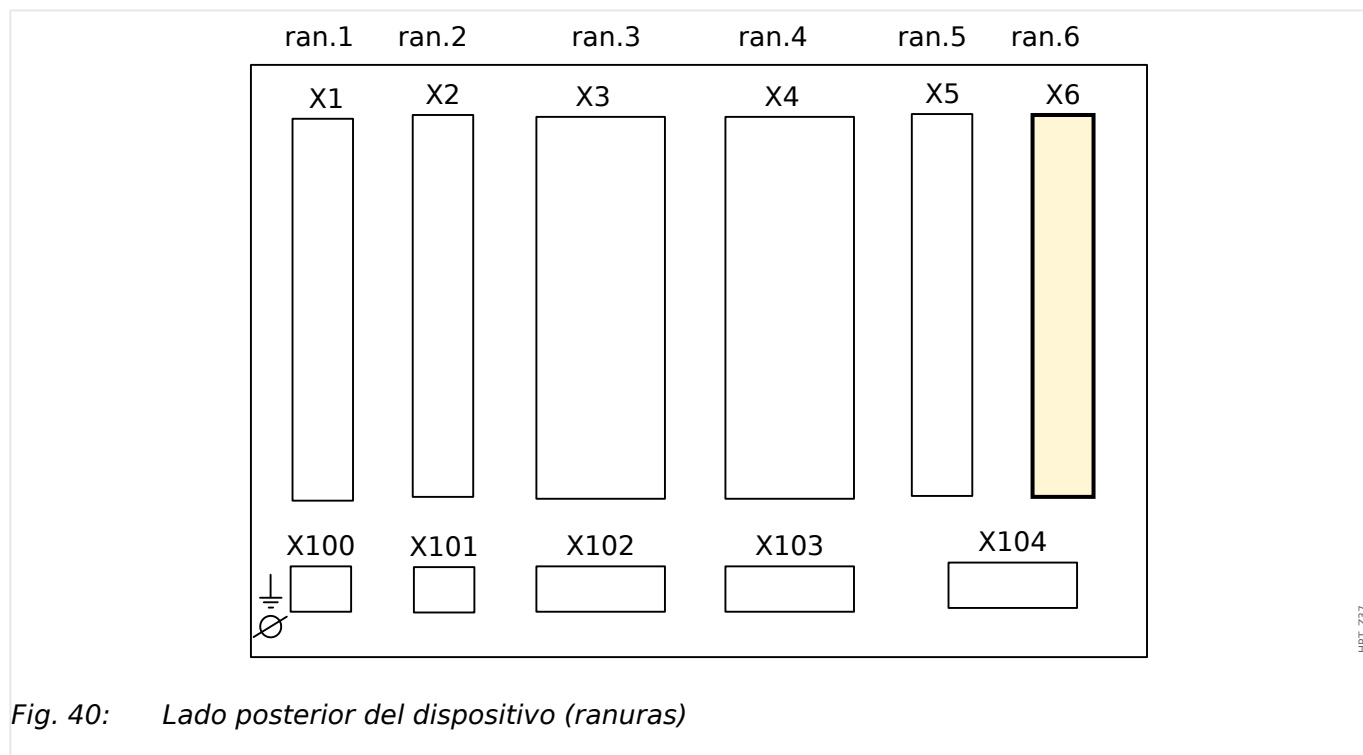 ran.1 ran.2 ran.3 ran.4 ran.5 ran.6
X1 X2 X3 X4 X5 X6
X100 X101 X102 X103 X104
Fig. 40: Lado posterior del dispositivo (ranuras)